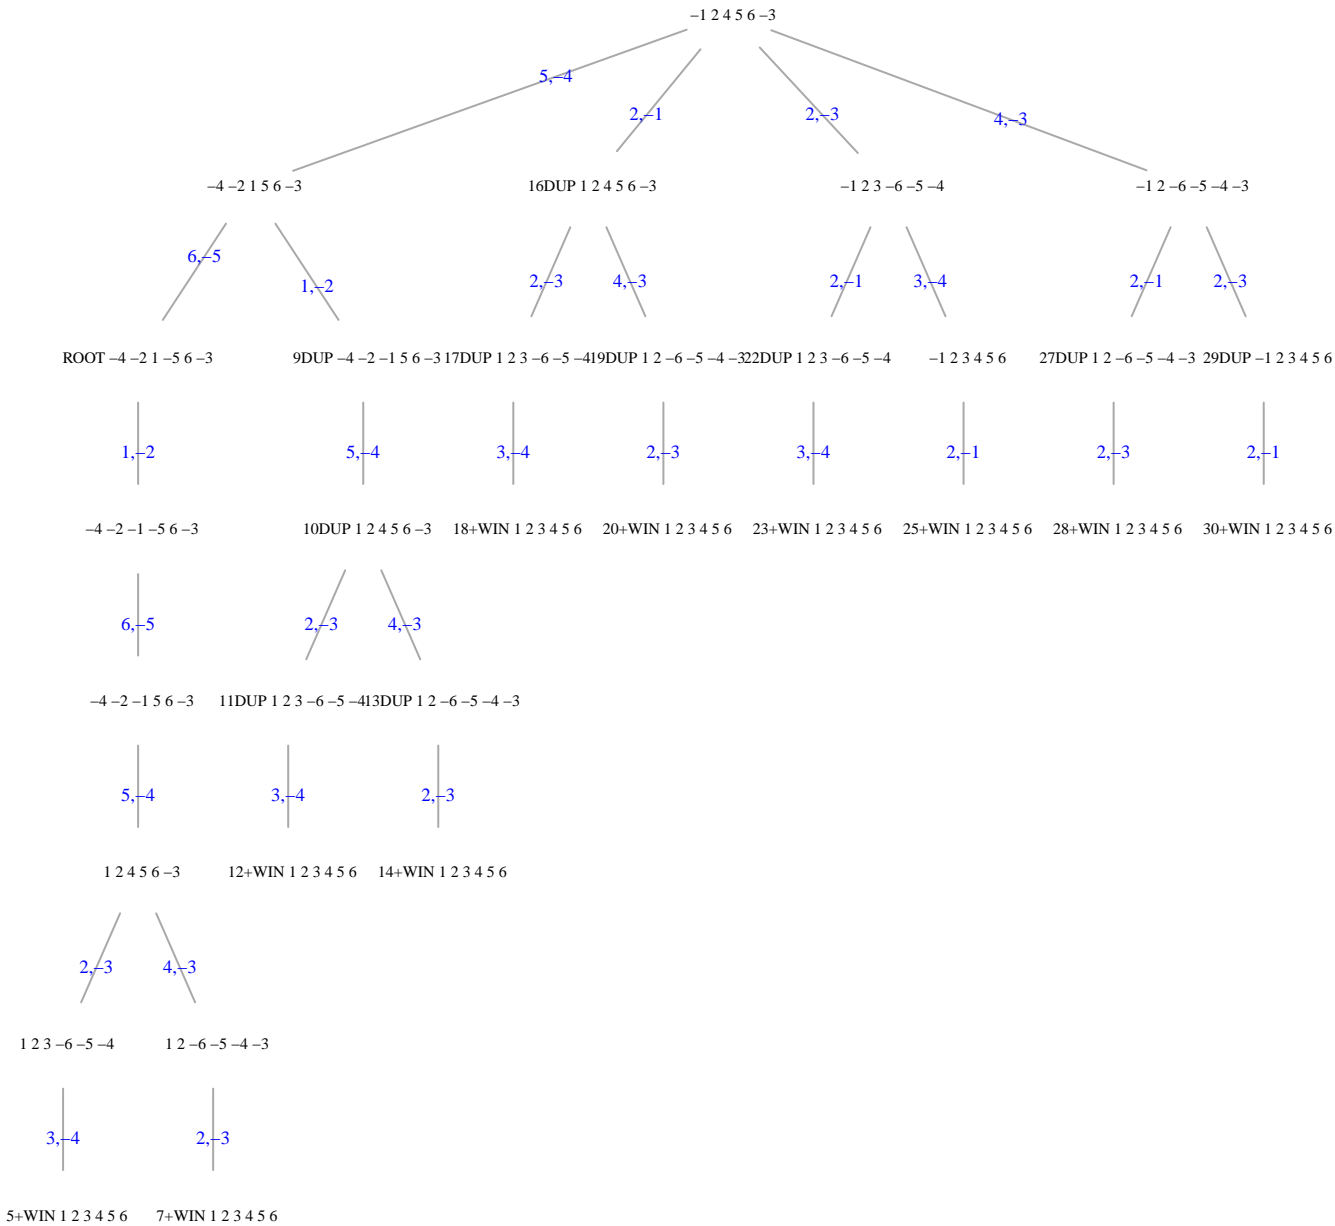 –1 2 4 5 6 –3
5,–4
2,–1
2,–3
4,–3
–4 –2 1 5 6 –3
16DUP 1 2 4 5 6 –3
–1 2 3 –6 –5 –4
–1 2 –6 –5 –4 –3
6,–5
1,–2
2,–3
4,–3
2,–1
3,–4
2,–1
2,–3
ROOT –4 –2 1 –5 6 –3
9DUP –4 –2 –1 5 6 –3
17DUP 1 2 3 –6 –5 –4
19DUP 1 2 –6 –5 –4 –3
22DUP 1 2 3 –6 –5 –4
–1 2 3 4 5 6
27DUP 1 2 –6 –5 –4 –3
29DUP –1 2 3 4 5 6
1,–2
5,–4
3,–4
2,–3
3,–4
2,–1
2,–3
2,–1
–4 –2 –1 –5 6 –3
10DUP 1 2 4 5 6 –3
18+WIN 1 2 3 4 5 6
20+WIN 1 2 3 4 5 6
23+WIN 1 2 3 4 5 6
25+WIN 1 2 3 4 5 6
28+WIN 1 2 3 4 5 6
30+WIN 1 2 3 4 5 6
6,–5
2,–3
4,–3
–4 –2 –1 5 6 –3
11DUP 1 2 3 –6 –5 –4
13DUP 1 2 –6 –5 –4 –3
5,–4
3,–4
2,–3
1 2 4 5 6 –3
12+WIN 1 2 3 4 5 6
14+WIN 1 2 3 4 5 6
2,–3
4,–3
1 2 3 –6 –5 –4
1 2 –6 –5 –4 –3
3,–4
2,–3
5+WIN 1 2 3 4 5 6
7+WIN 1 2 3 4 5 6